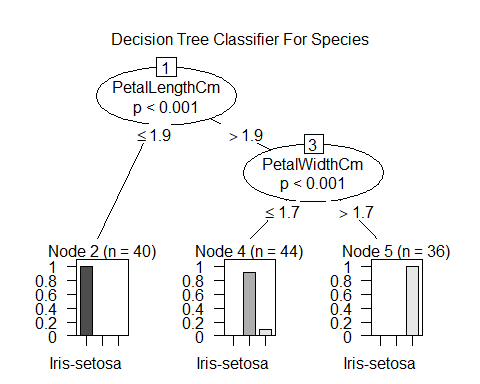 Decision Tree Classifier For Species
1
PetalLengthCm
p < 0.001
≤ 1.9 > 1.9
3
PetalWidthCm
p < 0.001
≤ 1.7 > 1.7
Node 2 (n = 40) Node 4 (n = 44) Node 5 (n = 36)
1 1 1
0.8 0.8 0.8
0.6 0.6 0.6
0.4 0.4 0.4
0.2 0.2 0.2
0 0 0
Iris-setosa Iris-setosa Iris-setosa